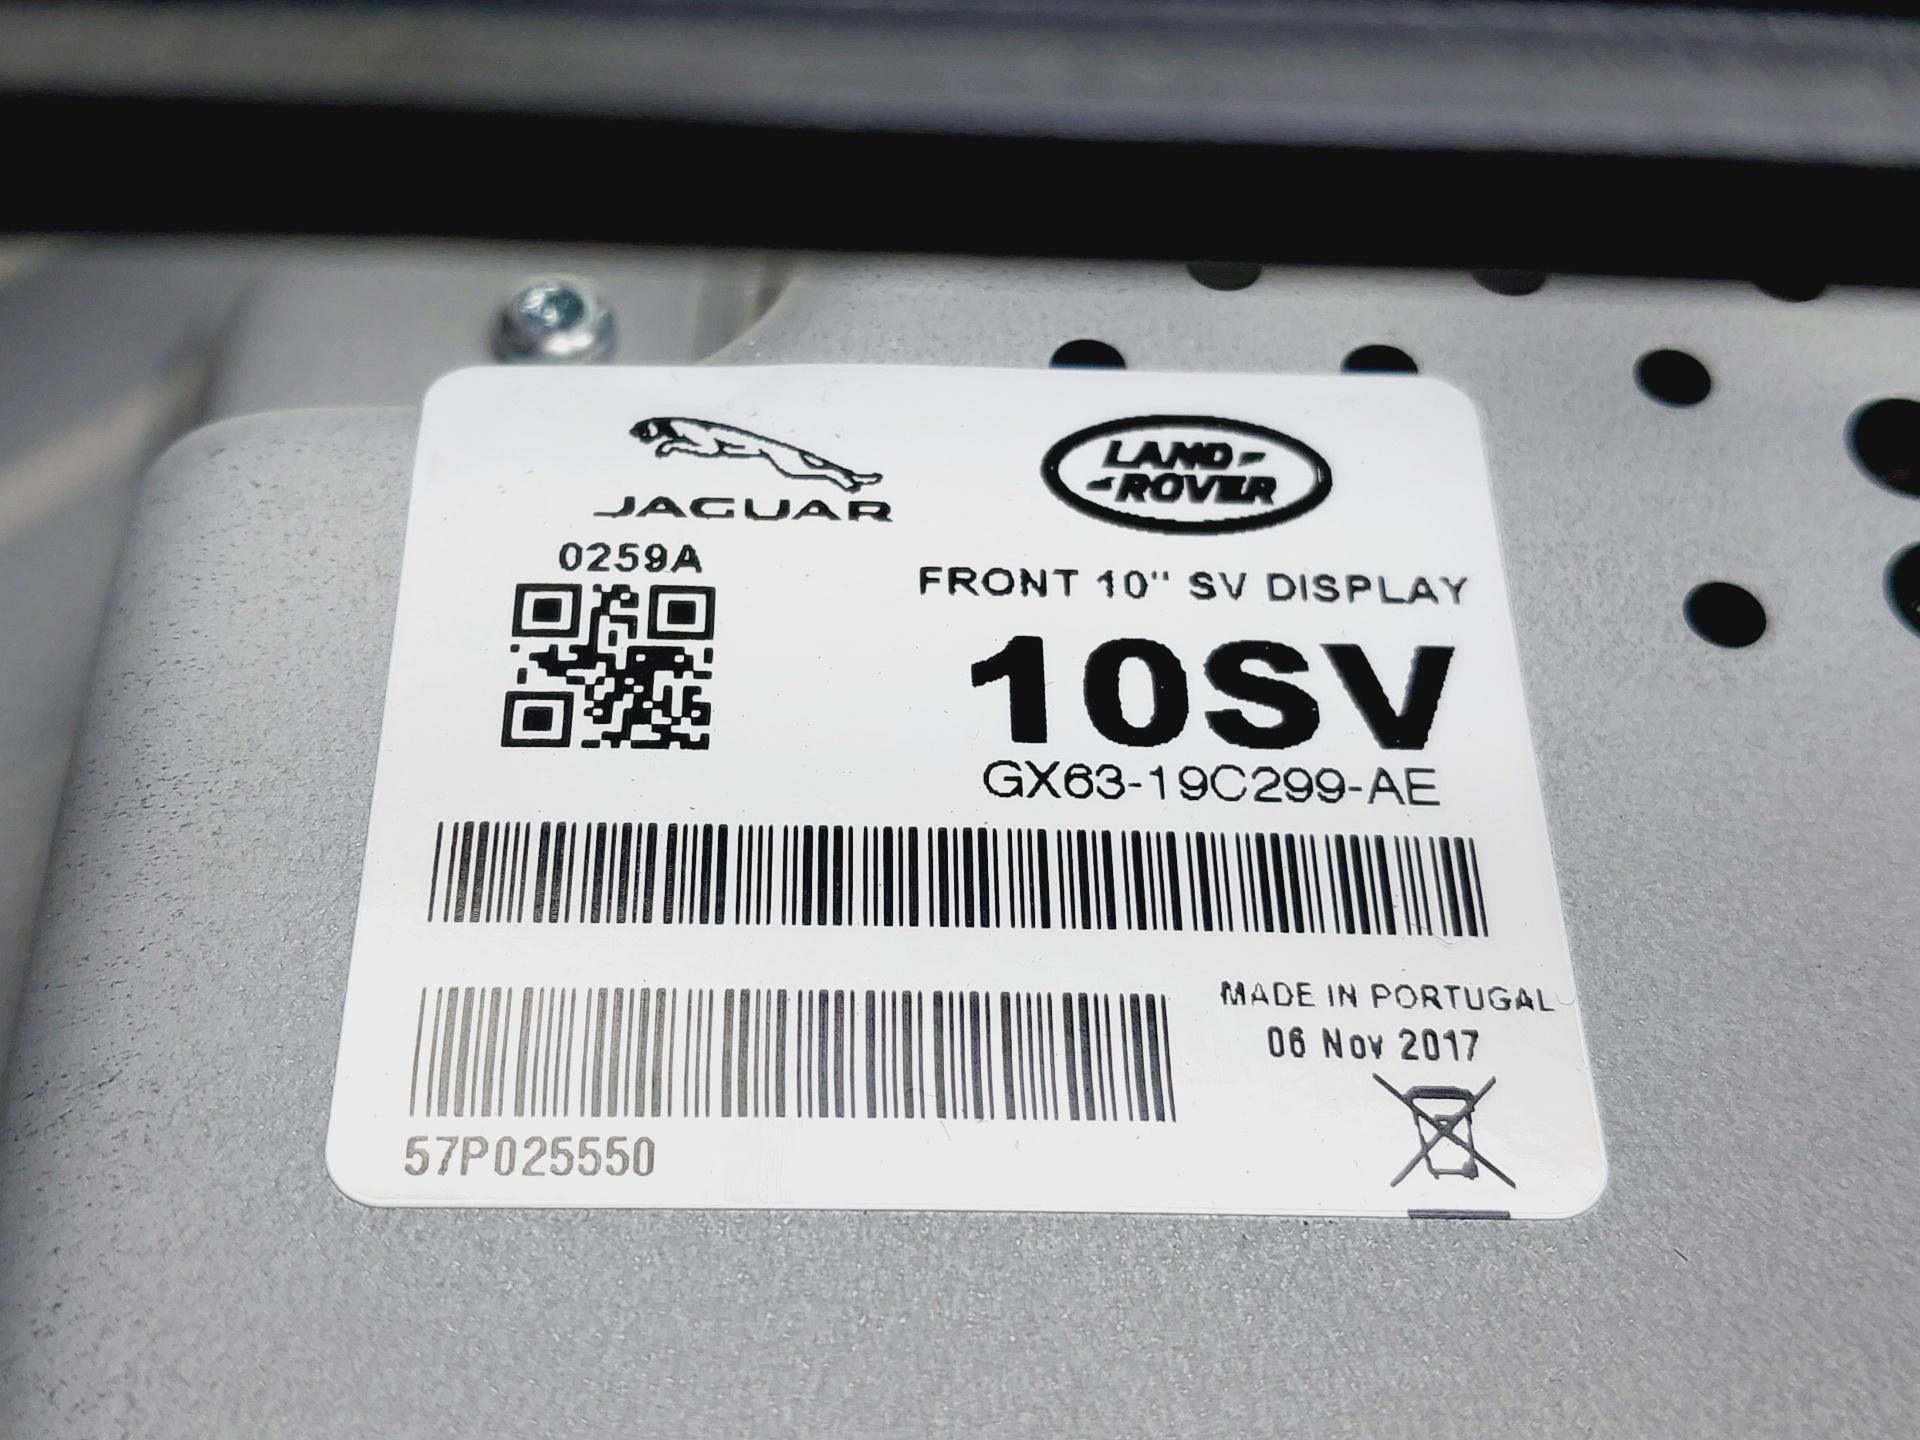 JAGUAR
LAND-
-ROVER
0259A
FRONT 10" SV DISPLAY
10SV
GX63-19C299-AE
MADE IN PORTUGAL
06 Nov 2017
57P025550